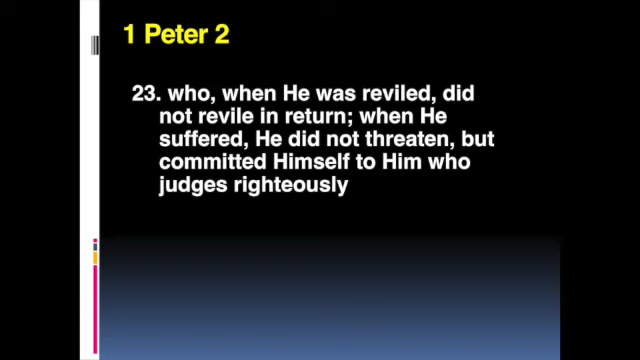 1 Peter 2
23. who, when He was reviled, did
not revile in return; when He
suffered, He did not threaten, but
committed Himself to Him who
judges righteously